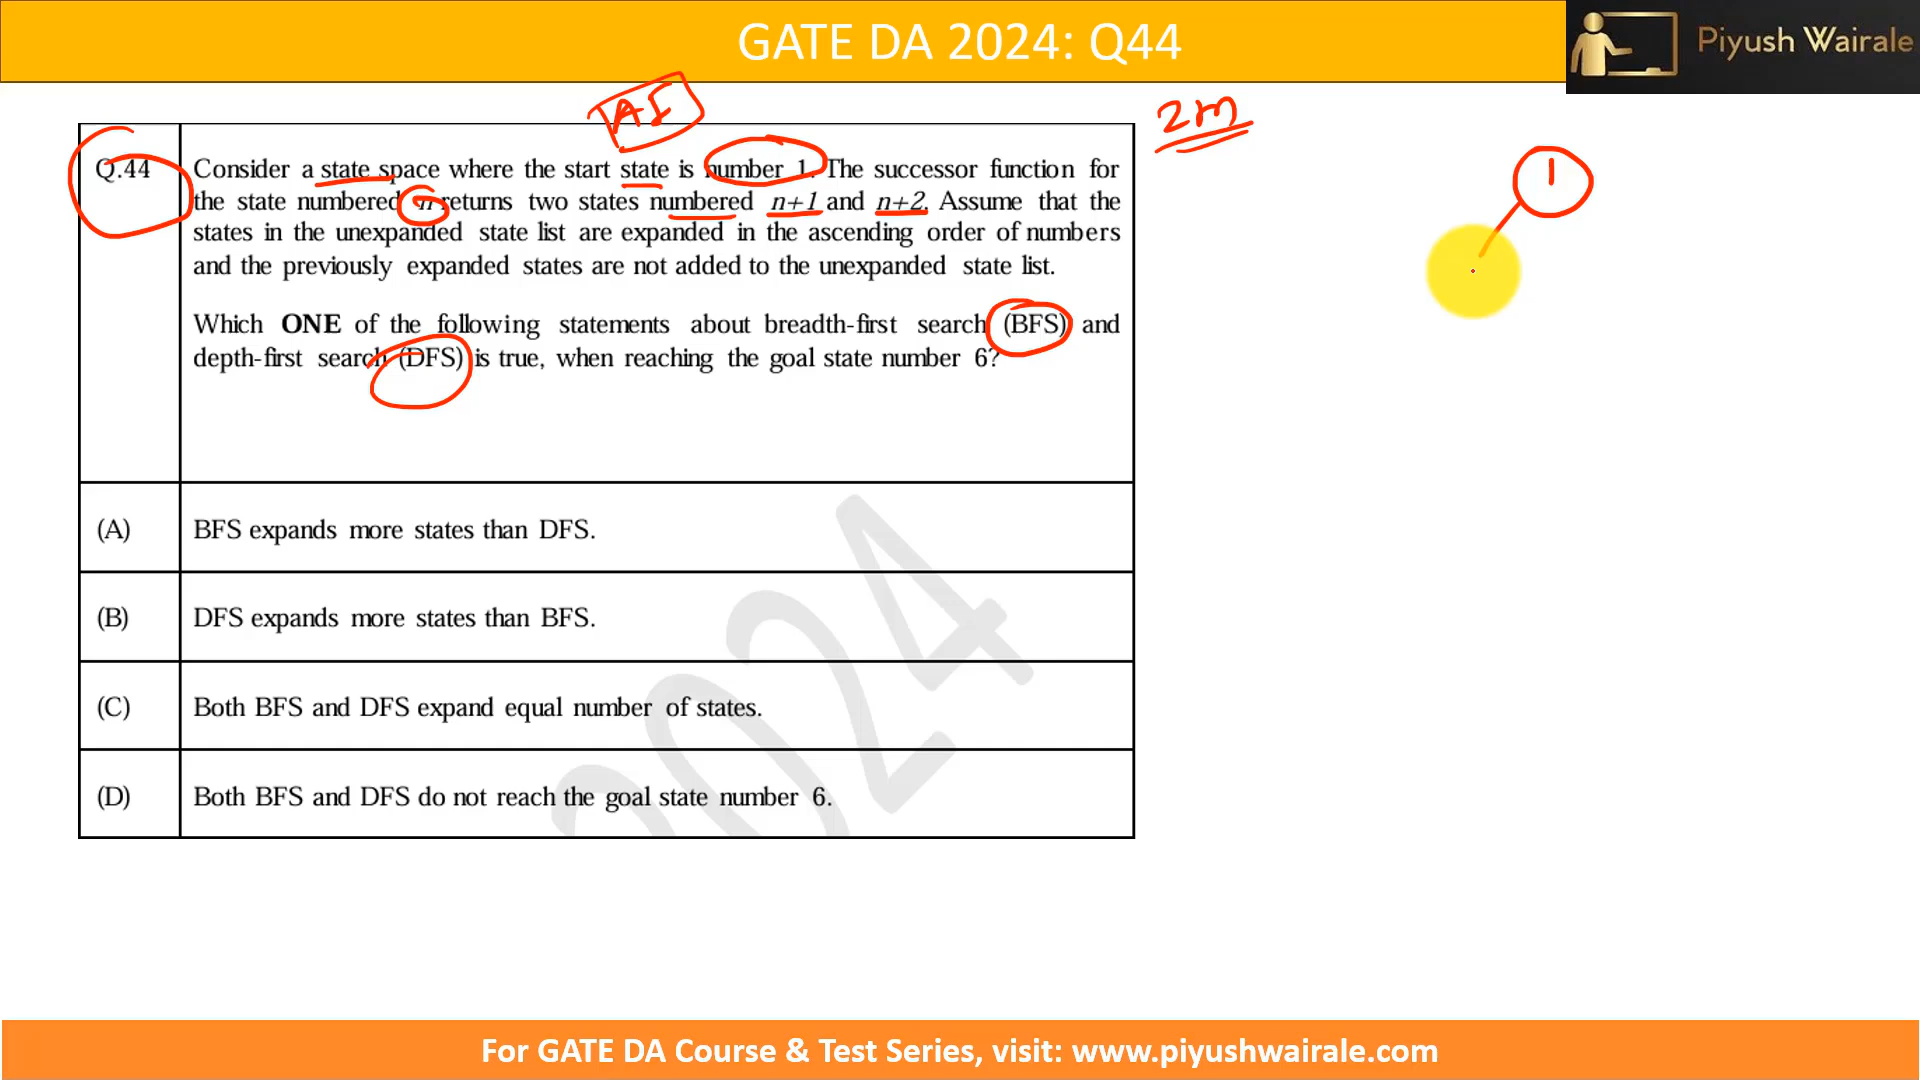 GATE DA 2024: Q44
Piyush Wairale
AI
2m
Q.44
Consider a state space where the start state is number 1. The successor function for
the state numbered n returns two states numbered n+1 and n+2. Assume that the
states in the unexpanded state list are expanded in the ascending order of numbers
and the previously expanded states are not added to the unexpanded state list.
Which ONE of the following statements about breadth-first search (BFS) and
depth-first search (DFS) is true, when reaching the goal state number 6?
1
(A) BFS expands more states than DFS.
(B) DFS expands more states than BFS.
(C) Both BFS and DFS expand equal number of states.
(D) Both BFS and DFS do not reach the goal state number 6.
2024
For GATE DA Course & Test Series, visit: www.piyushwairale.com